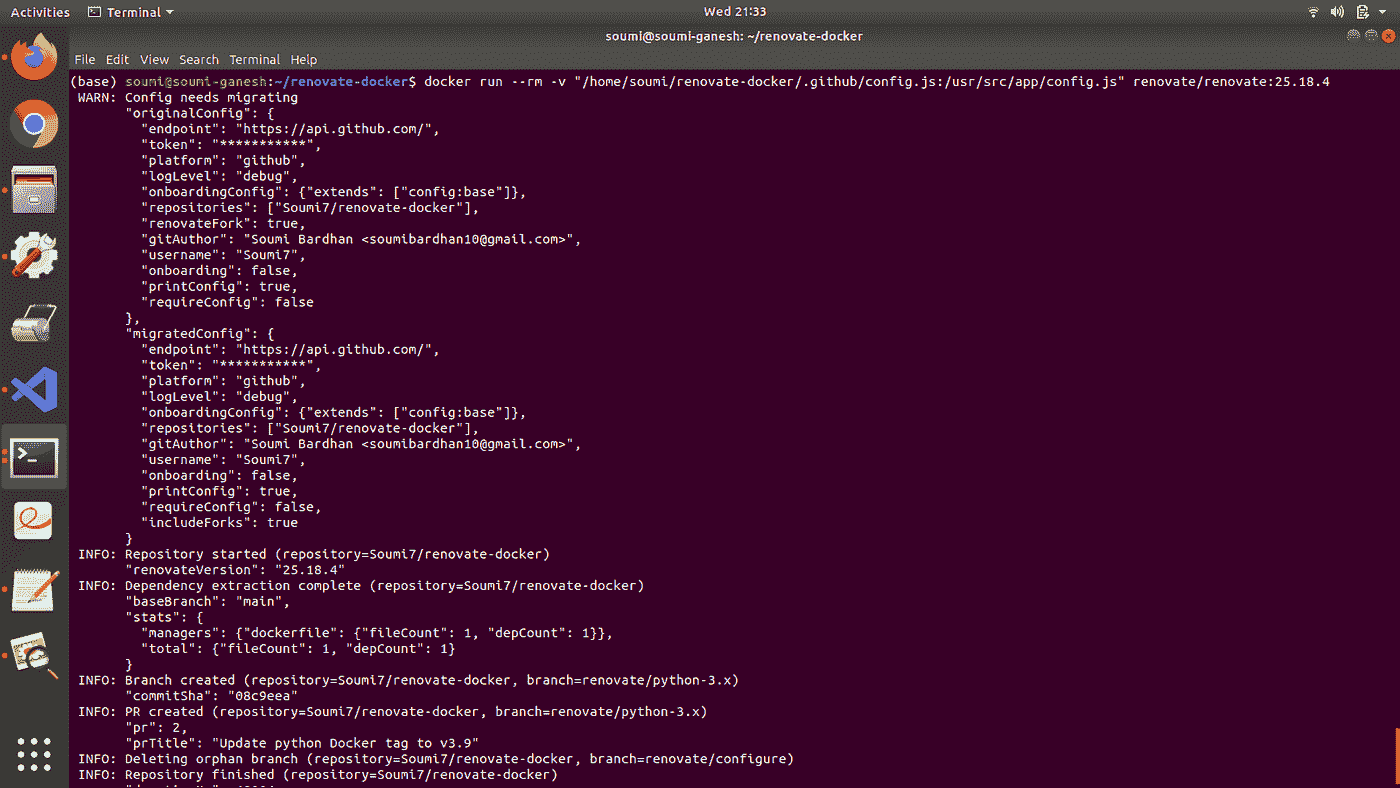 Activities Terminal Wed 21:33
soumi@soumi-ganesh: ~/renovate-docker
File Edit View Search Terminal Help
(base) soumi@soumi-ganesh:~/renovate-docker$ docker run --rm -v "/home/soumi/renovate-docker/.github/config.js:/usr/src/app/config.js" renovate/renovate:25.18.4
WARN: Config needs migrating
"originalConfig": {
"endpoint": "https://api.github.com/",
"token": "***********",
"platform": "github",
"logLevel": "debug",
"onboardingConfig": {"extends": ["config:base"]},
"repositories": ["Soumi7/renovate-docker"],
"renovateFork": true,
"gitAuthor": "Soumi Bardhan <soumibardhan10@gmail.com>",
"username": "Soumi7",
"onboarding": false,
"printConfig": true,
"requireConfig": false
},
"migratedConfig": {
"endpoint": "https://api.github.com/",
"token": "***********",
"platform": "github",
"logLevel": "debug",
"onboardingConfig": {"extends": ["config:base"]},
"repositories": ["Soumi7/renovate-docker"],
"gitAuthor": "Soumi Bardhan <soumibardhan10@gmail.com>",
"username": "Soumi7",
"onboarding": false,
"printConfig": true,
"requireConfig": false,
"includeForks": true
}
INFO: Repository started (repository=Soumi7/renovate-docker)
"renovateVersion": "25.18.4"
INFO: Dependency extraction complete (repository=Soumi7/renovate-docker)
"baseBranch": "main",
"stats": {
"managers": {"dockerfile": {"fileCount": 1, "depCount": 1}},
"total": {"fileCount": 1, "depCount": 1}
}
INFO: Branch created (repository=Soumi7/renovate-docker, branch=renovate/python-3.x)
"commitSha": "08c9eea"
INFO: PR created (repository=Soumi7/renovate-docker, branch=renovate/python-3.x)
"pr": 2,
"prTitle": "Update python Docker tag to v3.9"
INFO: Deleting orphan branch (repository=Soumi7/renovate-docker, branch=renovate/configure)
INFO: Repository finished (repository=Soumi7/renovate-docker)